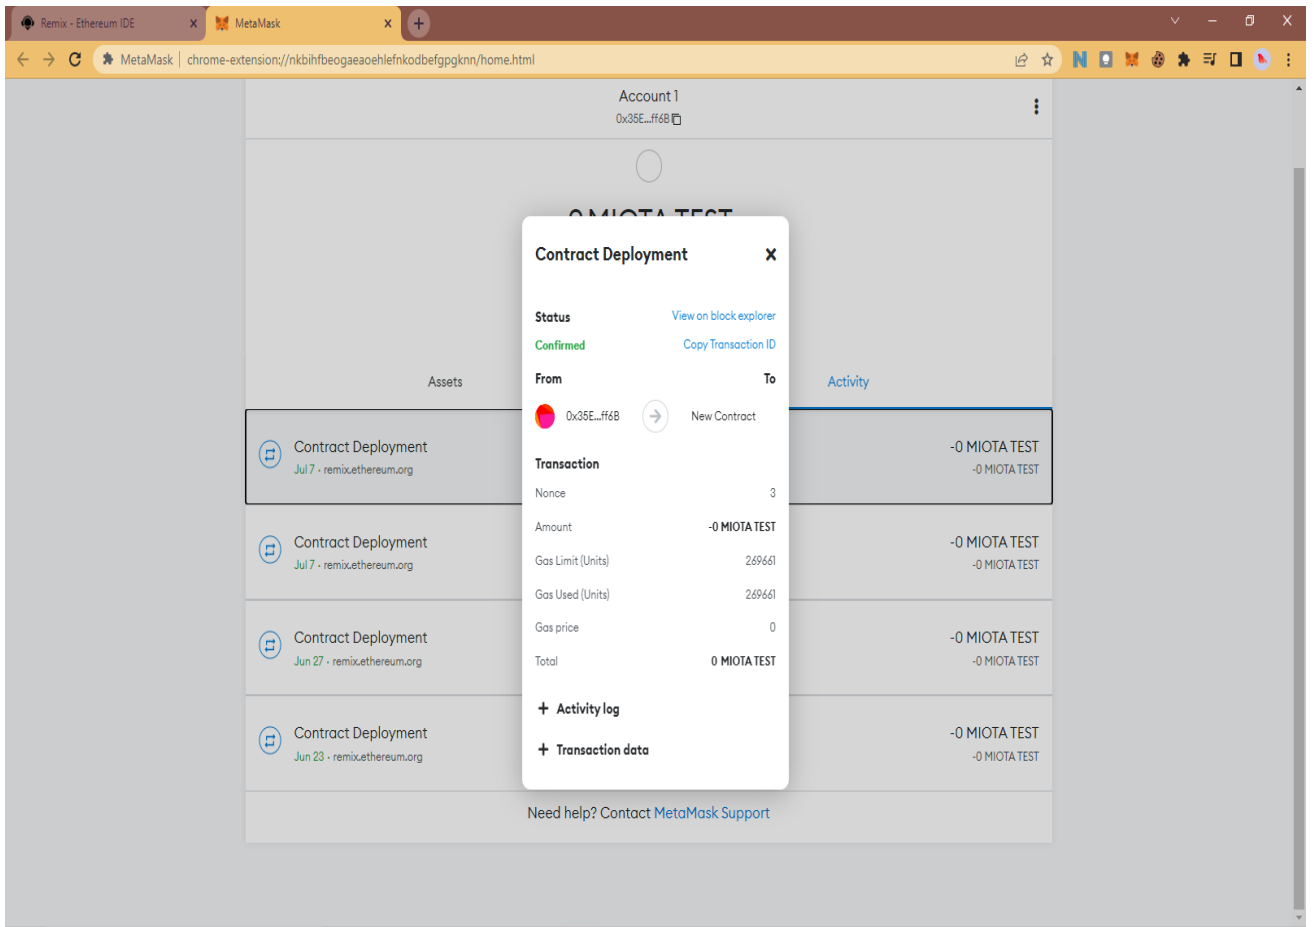 Remix - Ethereum IDE
MetaMask
MetaMask | chrome-extension://nkbihfbeogaeaoehlefnkodbefgpgknn/home.html
Account 1
0x35E...ff6B
0 MIOTA TEST
Assets
Activity
Contract Deployment
Status
View on block explorer
Confirmed
Copy Transaction ID
From
To
0x35E...ff6B
New Contract
Transaction
Nonce 3
Amount -0 MIOTA TEST
Gas Limit (Units) 269661
Gas Used (Units) 269661
Gas price 0
Total 0 MIOTA TEST
+ Activity log
+ Transaction data
Contract Deployment
-0 MIOTA TEST
Jul 7 · remix.ethereum.org
-0 MIOTA TEST
Contract Deployment
-0 MIOTA TEST
Jul 7 · remix.ethereum.org
-0 MIOTA TEST
Contract Deployment
-0 MIOTA TEST
Jun 27 · remix.ethereum.org
-0 MIOTA TEST
Contract Deployment
-0 MIOTA TEST
Jun 23 · remix.ethereum.org
-0 MIOTA TEST
Need help? Contact MetaMask Support